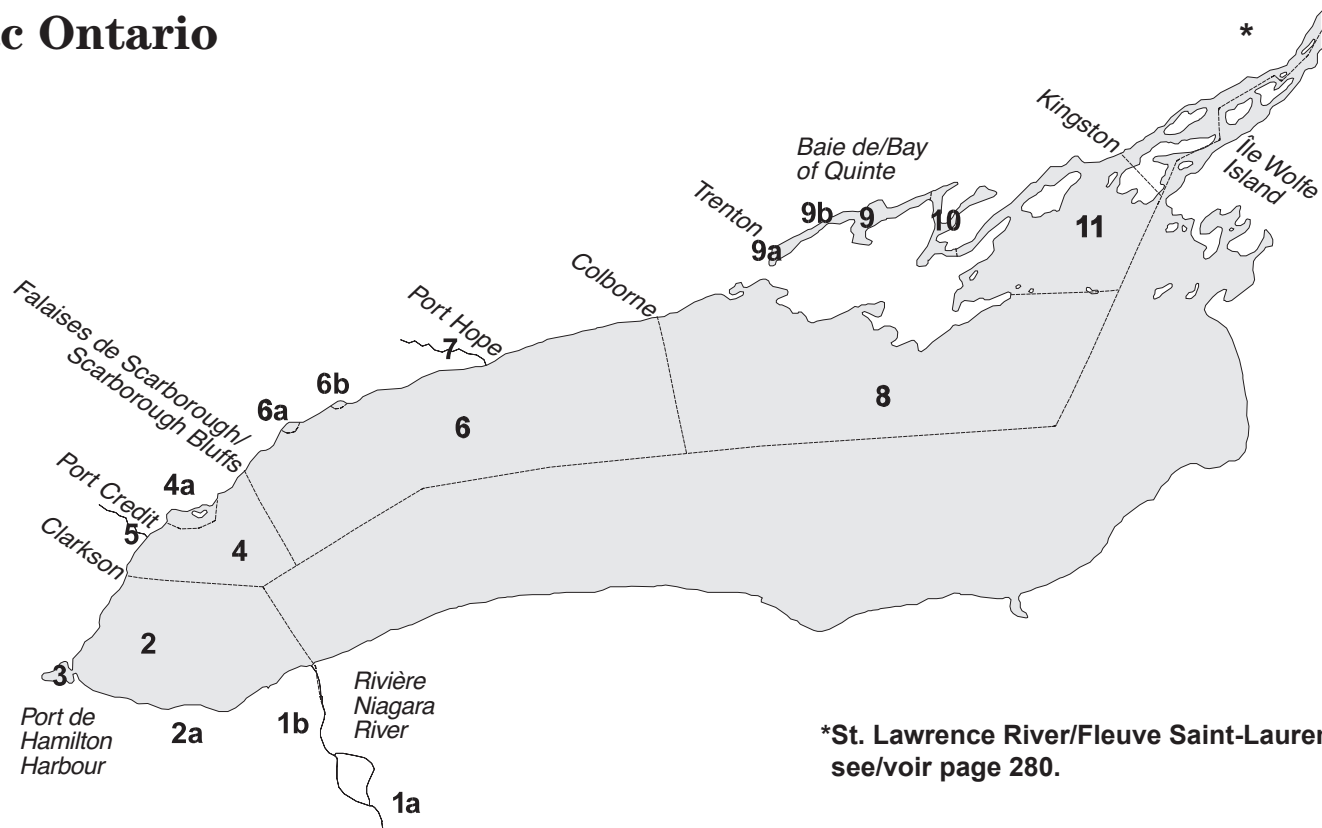 c Ontario
*
Kingston
Île Wolfe
Island
Baie de/Bay
of Quinte
Trenton
9b
9
10
9a
11
Colborne
Port Hope
7
Falaises de Scarborough/
Scarborough Bluffs
6b
6a
6
8
4a
Port Credit
5
Clarkson
4
2
3
Port de
Hamilton
Harbour
2a
1b
Rivière
Niagara
River
1a
*St. Lawrence River/Fleuve Saint-Lauren
see/voir page 280.